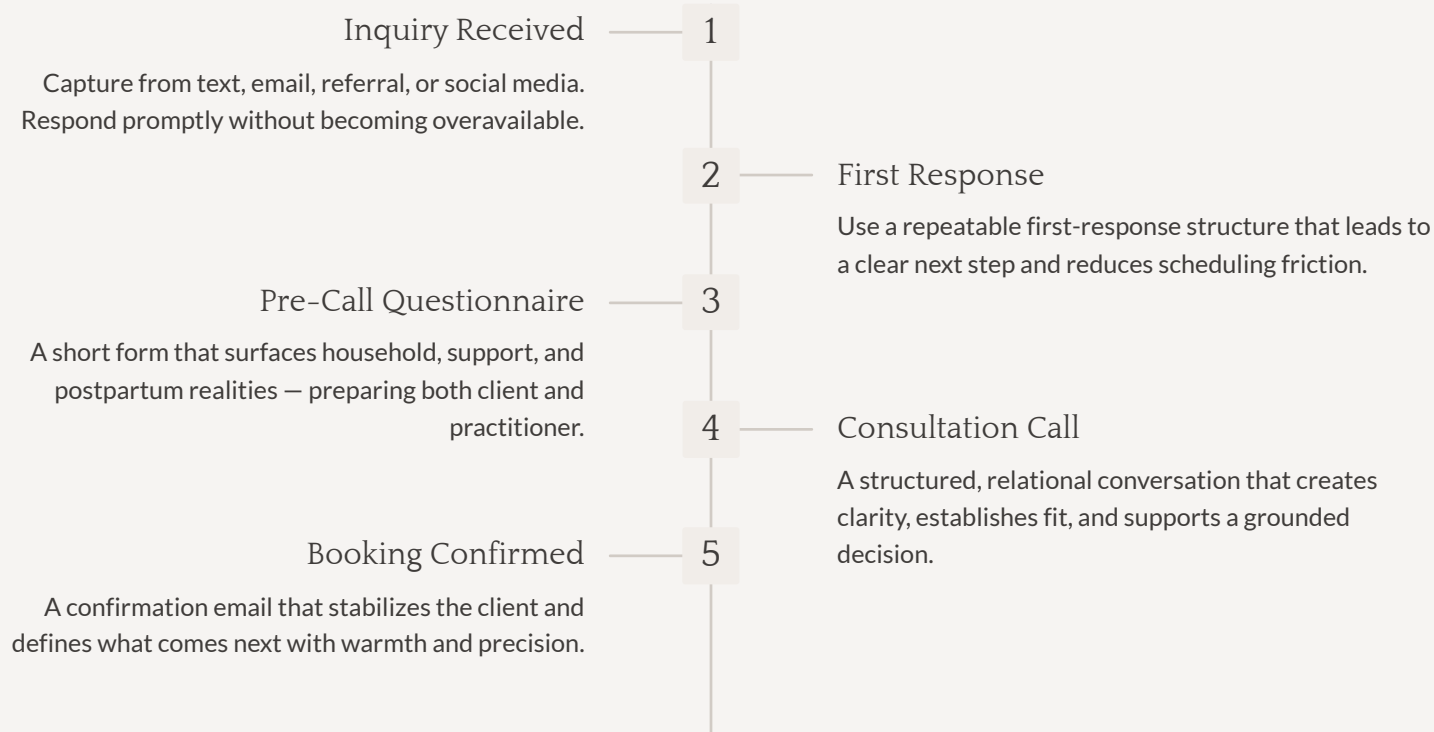 Inquiry Received
1
Capture from text, email, referral, or social media.
Respond promptly without becoming overavailable.
2
First Response
Use a repeatable first-response structure that leads to
a clear next step and reduces scheduling friction.
Pre-Call Questionnaire
3
A short form that surfaces household, support, and
postpartum realities — preparing both client and
practitioner.
4
Consultation Call
A structured, relational conversation that creates
clarity, establishes fit, and supports a grounded
decision.
Booking Confirmed
5
A confirmation email that stabilizes the client and
defines what comes next with warmth and precision.